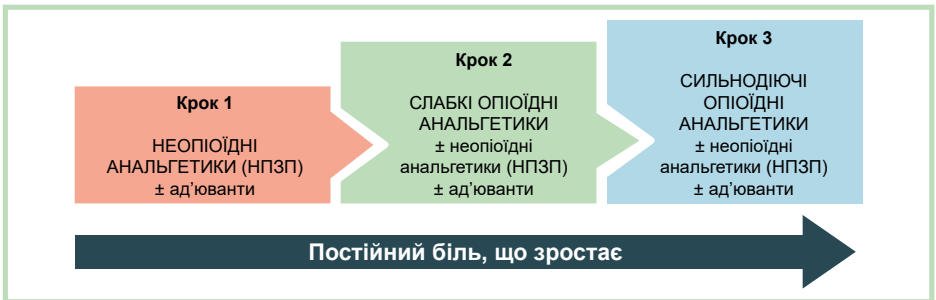 Крок 1
НЕОПІОЇДНІ
АНАЛЬГЕТИКИ (НПЗП)
± ад’юванти
Крок 2
СЛАБКІ ОПІОЇДНІ
АНАЛЬГЕТИКИ
± неопіоїдні
анальгетики (НПЗП)
± ад’юванти
Крок 3
СИЛЬНОДІЮЧІ
ОПІОЇДНІ
АНАЛЬГЕТИКИ
± неопіоїдні
анальгетики (НПЗП)
± ад’юванти
Постійний біль, що зростає